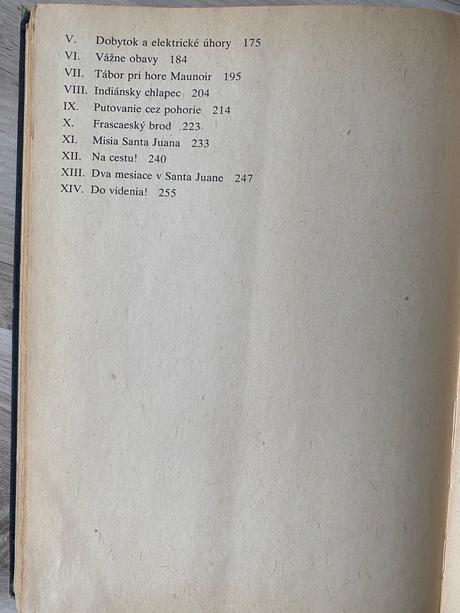 V. Dobytok a elektrické úhory 175
VI. Vážne obavy 184
VII. Tábor pri hore Maunoir 195
VIII. Indiánsky chlapec 204
IX. Putovanie cez pohorie 214
X. Frascaeský brod 223
XI. Misia Santa Juana 233
XII. Na cestu! 240
XIII. Dva mesiace v Santa Juane 247
XIV. Do videnia! 255